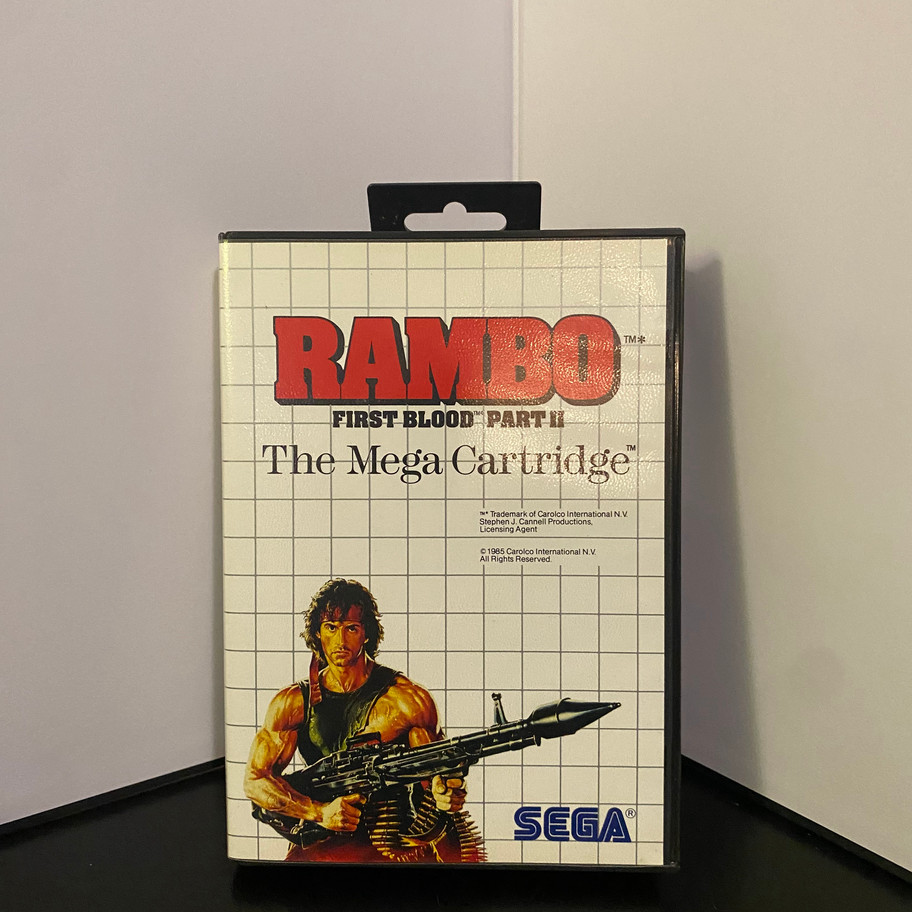 RAMBO™*
FIRST BLOOD™ PART II
The Mega Cartridge™
™* Trademark of Carolco International N.V.
Stephen J. Cannell Productions,
Licensing Agent
© 1985 Carolco International N.V.
All Rights Reserved.
SEGA®